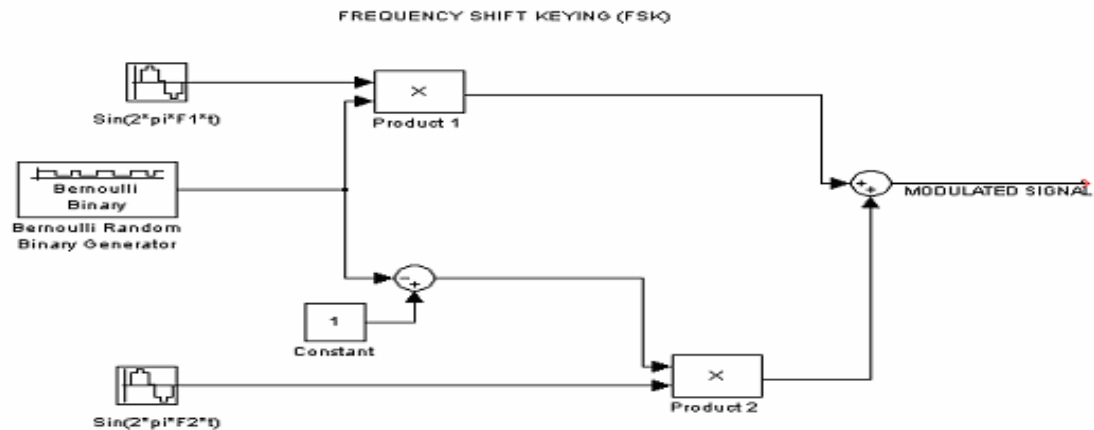 FREQUENCY SHIFT KEYING (FSK)
Sin(2*pi*F1*t)
×
Product 1
Bernoulli
Binary
Bernoulli Random
Binary Generator
+
+
MODULATED SIGNAL
-
+
1
Constant
×
Product 2
Sin(2*pi*F2*t)